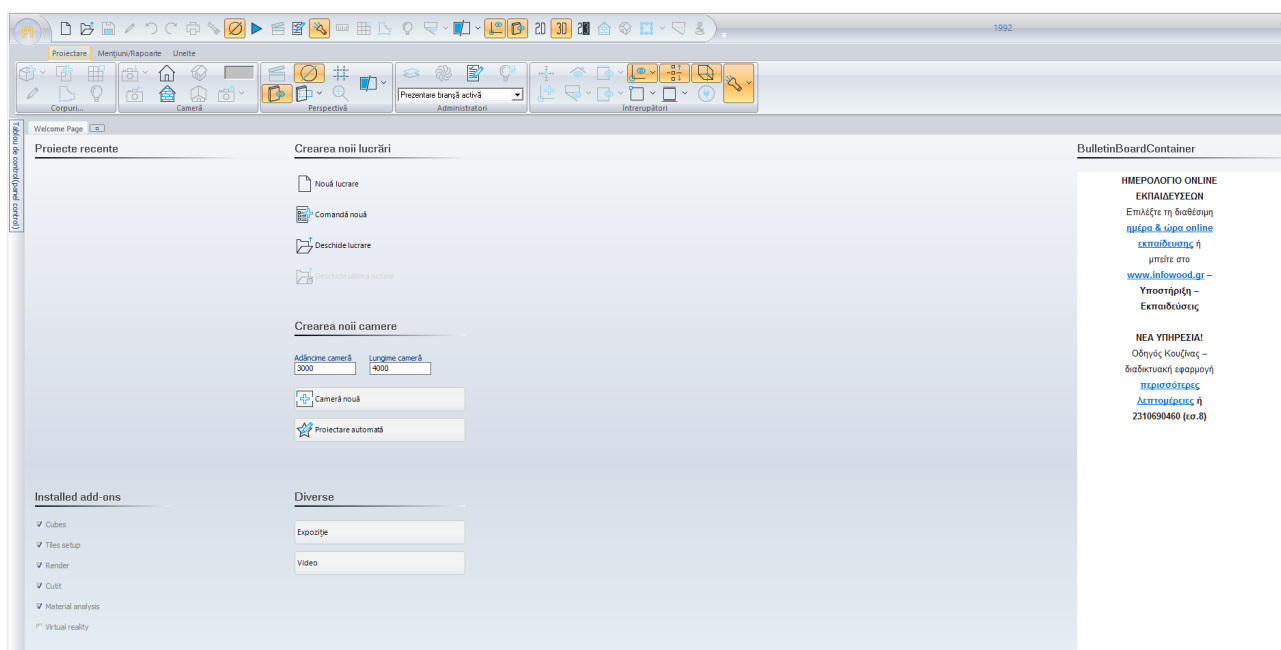 2D 3D
1992
Proiectare Mențiuni/Rapoarte Unelte
Prezentare branșă activă
Corpuri... Cameră Perspectivă Administratori Intrerupători
Tablou de control(panel control)
Welcome Page
Proiecte recente
Crearea noii lucrări
Nouă lucrare
Comandă nouă
Deschide lucrare
Deschide ultima lucrare
Crearea noii camere
Adâncime cameră Lungime cameră
3000 4000
Cameră nouă
Proiectare automată
Installed add-ons
Cubes
Tiles setup
Render
Cutit
Material analysis
Virtual reality
Diverse
Expoziție
Video
BulletinBoardContainer
ΗΜΕΡΟΛΟΓΙΟ ONLINE
ΕΚΠΑΙΔΕΥΣΕΩΝ
Επιλέξτε τη διαθέσιμη
ημέρα & ώρα online
εκπαίδευσης ή
μπείτε στο
www.infowood.gr –
Υποστήριξη –
Εκπαιδεύσεις
ΝΕΑ ΥΠΗΡΕΣΙΑ!
Οδηγός Κουζίνας –
διαδικτυακή εφαρμογή
περισσότερες
λεπτομέρειες ή
2310690460 (εσ.8)